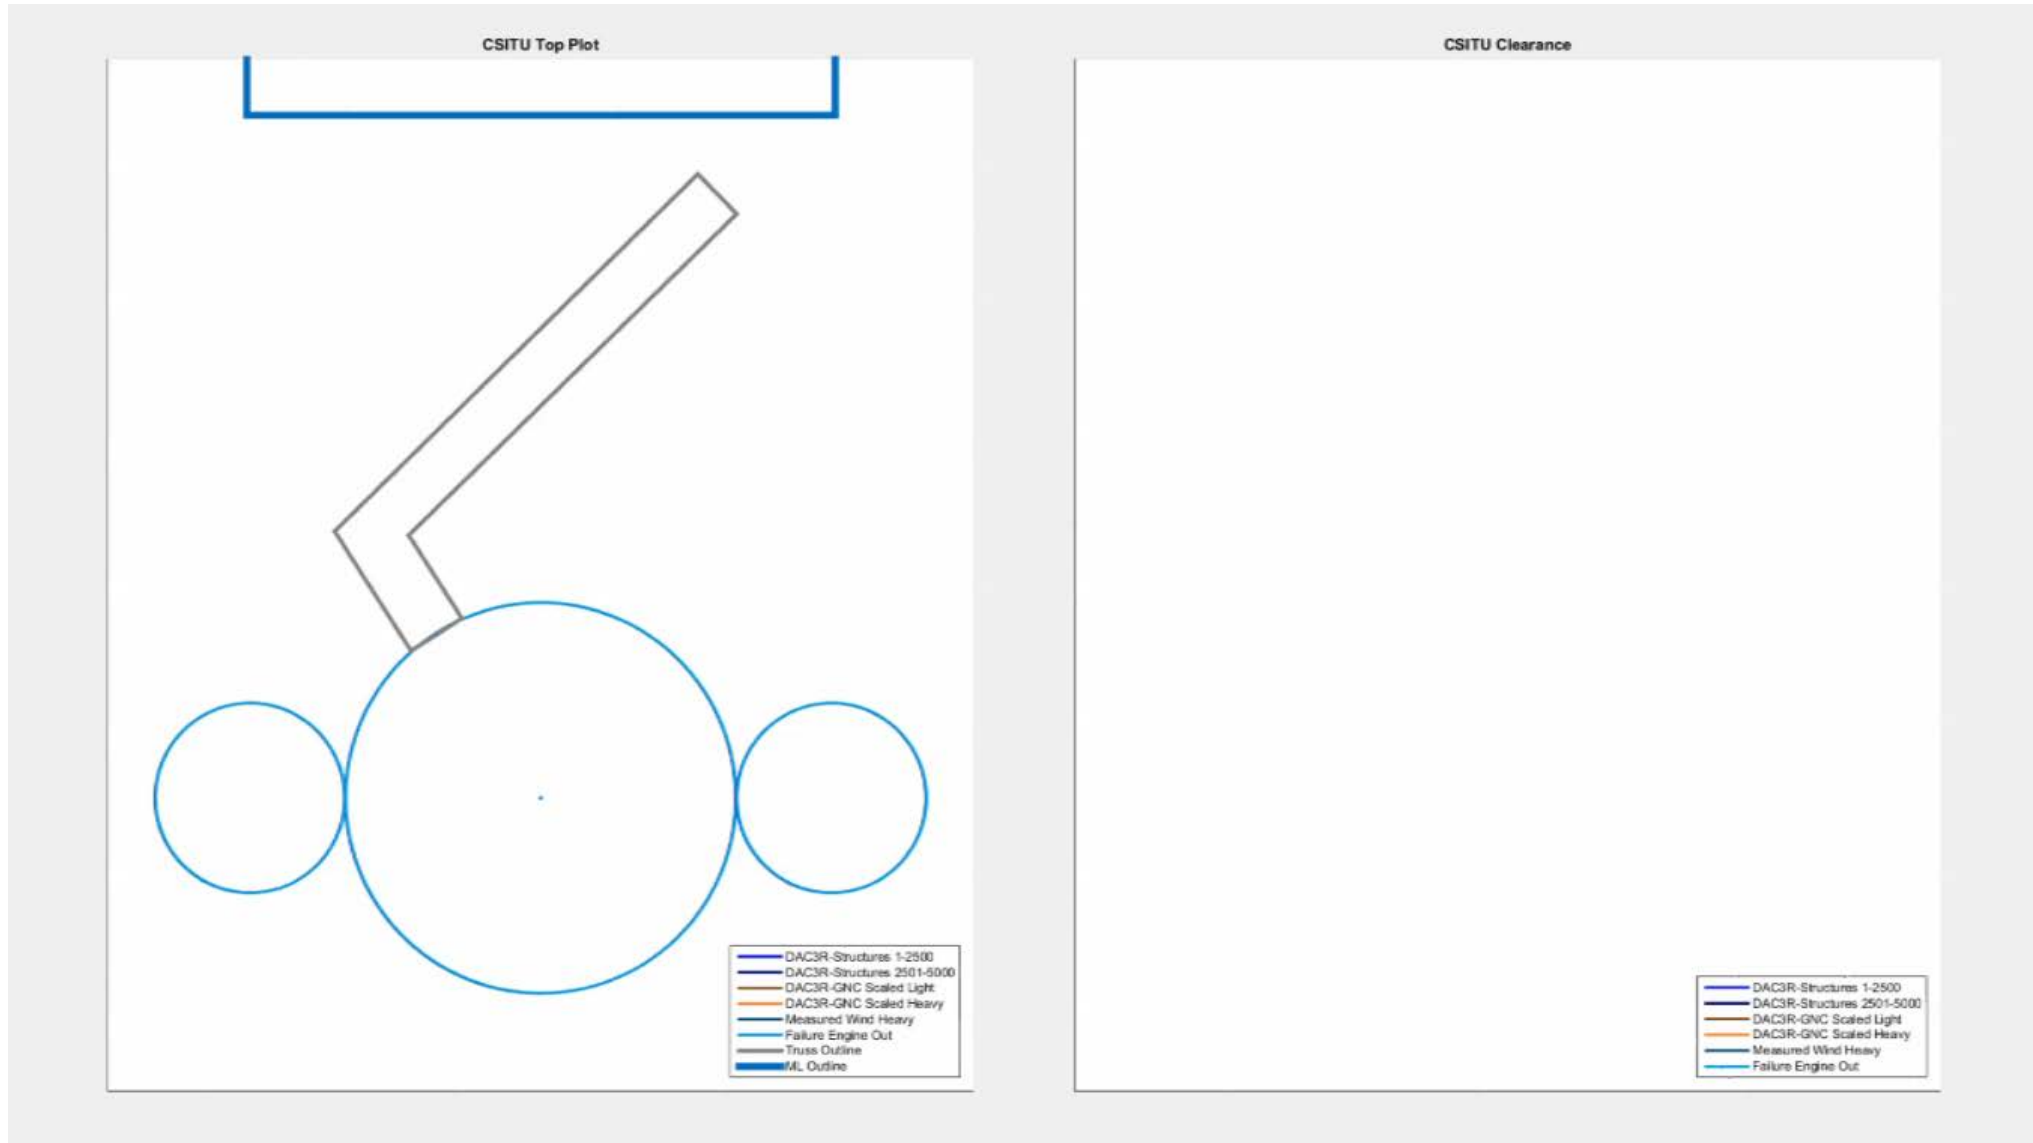 CSITU Top Plot
DAC3R-Structures 1-2500
DAC3R-Structures 2501-5000
DAC3R-GNC Scaled Light
DAC3R-GNC Scaled Heavy
Measured Wind Heavy
Failure Engine Out
Truss Outline
ML Outline
CSITU Clearance
DAC3R-Structures 1-2500
DAC3R-Structures 2501-5000
DAC3R-GNC Scaled Light
DAC3R-GNC Scaled Heavy
Measured Wind Heavy
Failure Engine Out